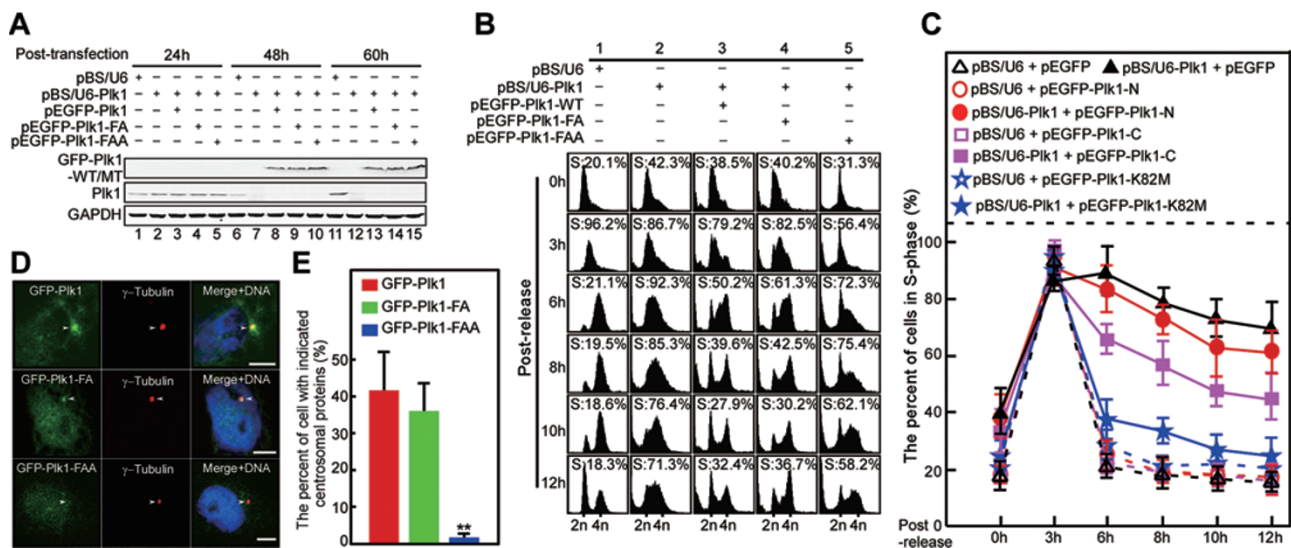 A
Post-transfection 24h 48h 60h
pBS/U6 + – – – – + – – – – + – – – –
pBS/U6-Plk1 – + + + + – + + + + – + + + +
pEGFP-Plk1 – – + – – – – + – – – – + – –
pEGFP-Plk1-FA – – – + – – – – + – – – – + –
pEGFP-Plk1-FAA – – – – + – – – – + – – – – +
GFP-Plk1
-WT/MT
Plk1
GAPDH
1 2 3 4 5 6 7 8 9 10 11 12 13 14 15
B
1 2 3 4 5
pBS/U6 + – – – –
pBS/U6-Plk1 – + + + +
pEGFP-Plk1-WT – – + – –
pEGFP-Plk1-FA – – – + –
pEGFP-Plk1-FAA – – – – +
Post-release
0h S:20.1% S:42.3% S:38.5% S:40.2% S:31.3%
3h S:96.2% S:86.7% S:79.2% S:82.5% S:56.4%
6h S:21.1% S:92.3% S:50.2% S:61.3% S:72.3%
8h S:19.5% S:85.3% S:39.6% S:42.5% S:75.4%
10h S:18.6% S:76.4% S:27.9% S:30.2% S:62.1%
12h S:18.3% S:71.3% S:32.4% S:36.7% S:58.2%
2n 4n 2n 4n 2n 4n 2n 4n 2n 4n
C
pBS/U6 + pEGFP pBS/U6-Plk1 + pEGFP
pBS/U6 + pEGFP-Plk1-N
pBS/U6-Plk1 + pEGFP-Plk1-N
pBS/U6 + pEGFP-Plk1-C
pBS/U6-Plk1 + pEGFP-Plk1-C
pBS/U6 + pEGFP-Plk1-K82M
pBS/U6-Plk1 + pEGFP-Plk1-K82M
The percent of cells in S-phase (%)
100
80
60
40
20
0
Post
-release
0h 3h 6h 8h 10h 12h
D
GFP-Plk1 γ–Tubulin Merge+DNA
GFP-Plk1-FA γ–Tubulin Merge+DNA
GFP-Plk1-FAA γ–Tubulin Merge+DNA
E
GFP-Plk1
GFP-Plk1-FA
GFP-Plk1-FAA
The percent of cell with indicated
centrosomal proteins (%)
50
40
30
20
10
0
**